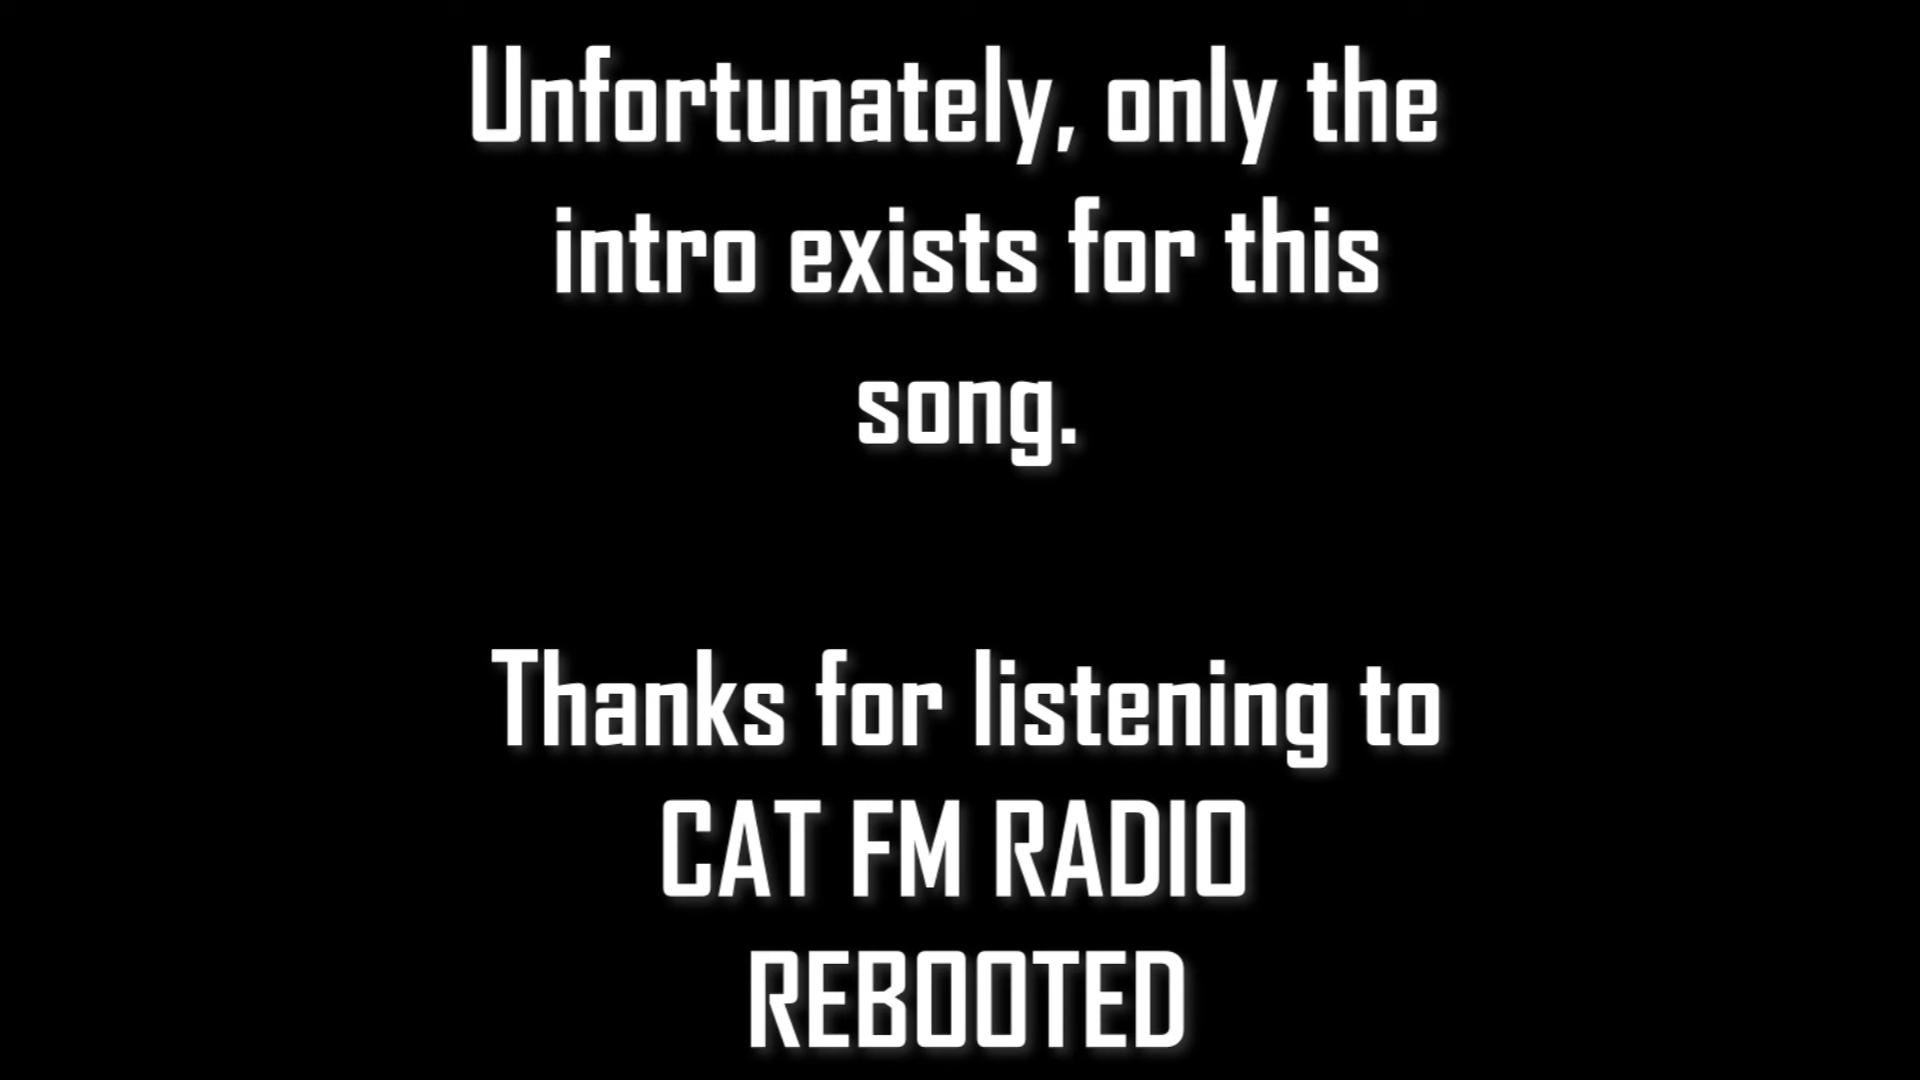 Unfortunately, only the
intro exists for this
song.
Thanks for listening to
CAT FM RADIO
REBOOTED